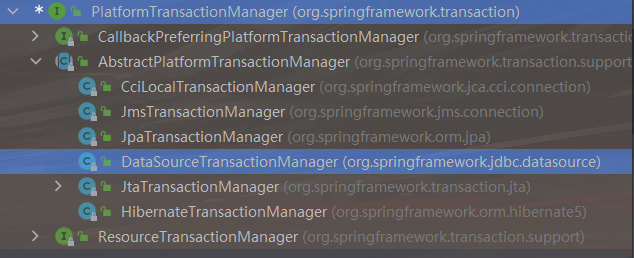 PlatformTransactionManager (org.springframework.transaction)
CallbackPreferringPlatformTransactionManager (org.springframework.transactio
AbstractPlatformTransactionManager (org.springframework.transaction.support
CciLocalTransactionManager (org.springframework.jca.cci.connection)
JmsTransactionManager (org.springframework.jms.connection)
JpaTransactionManager (org.springframework.orm.jpa)
DataSourceTransactionManager (org.springframework.jdbc.datasource)
JtaTransactionManager (org.springframework.transaction.jta)
HibernateTransactionManager (org.springframework.orm.hibernate5)
ResourceTransactionManager (org.springframework.transaction.support)